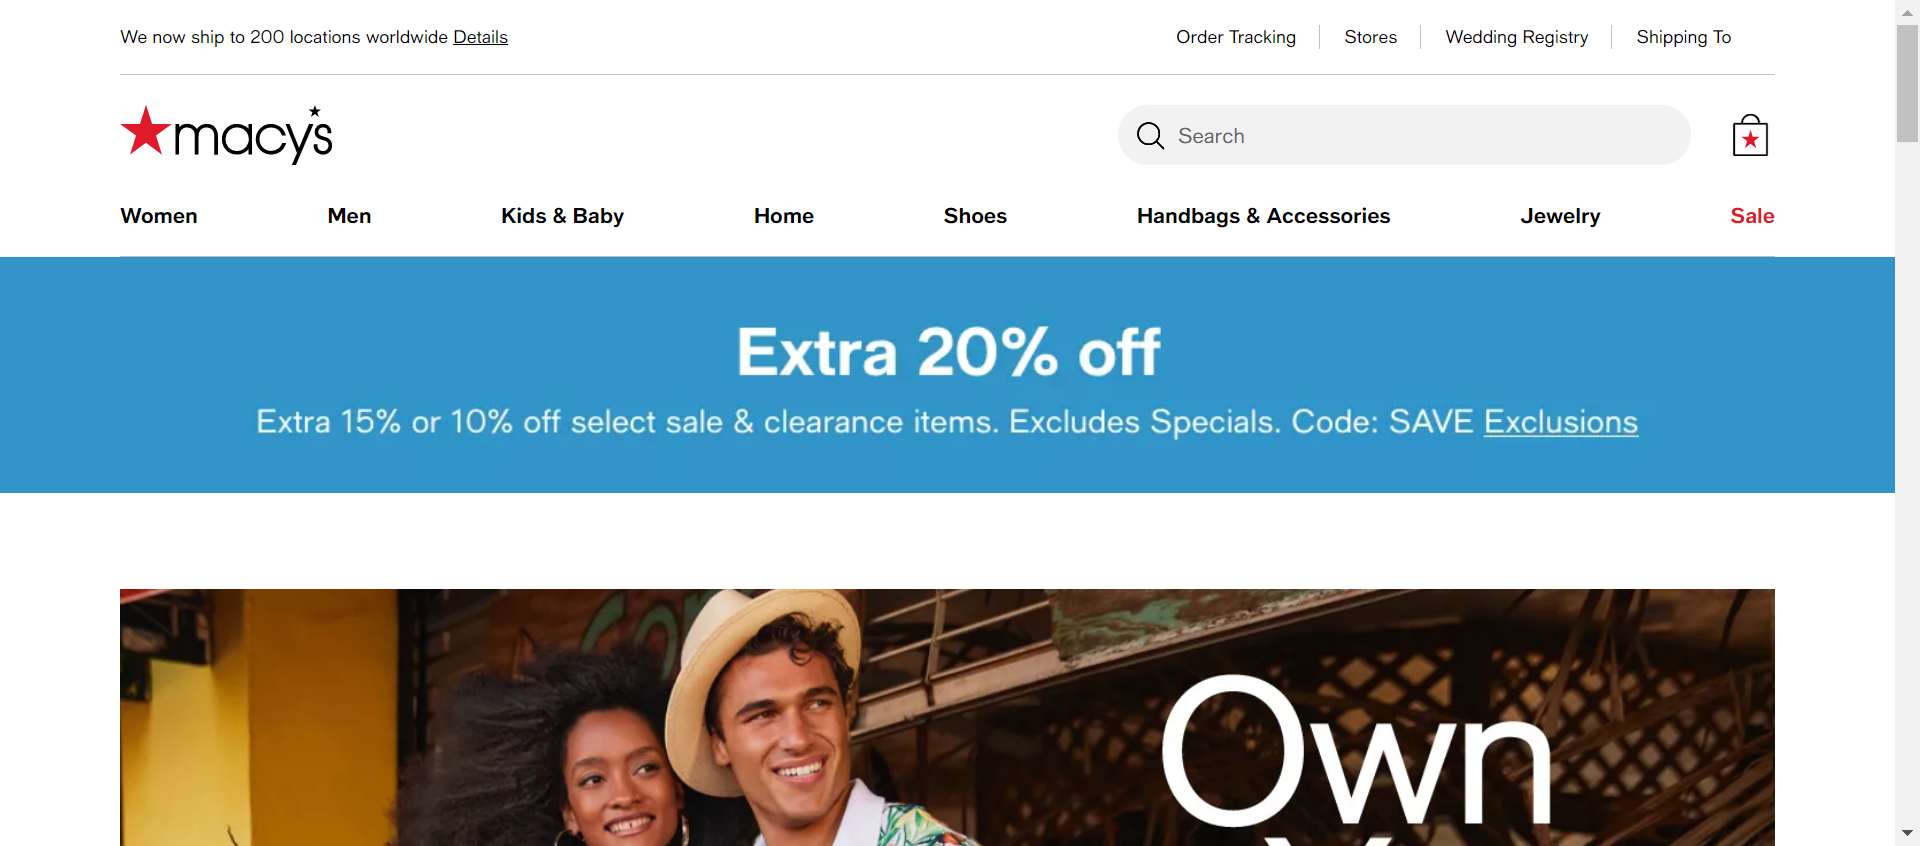 We now ship to 200 locations worldwide Details
Order Tracking
Stores
Wedding Registry
Shipping To
macy's
Search
Women
Men
Kids & Baby
Home
Shoes
Handbags & Accessories
Jewelry
Sale
Extra 20% off
Extra 15% or 10% off select sale & clearance items. Excludes Specials. Code: SAVE Exclusions
Own